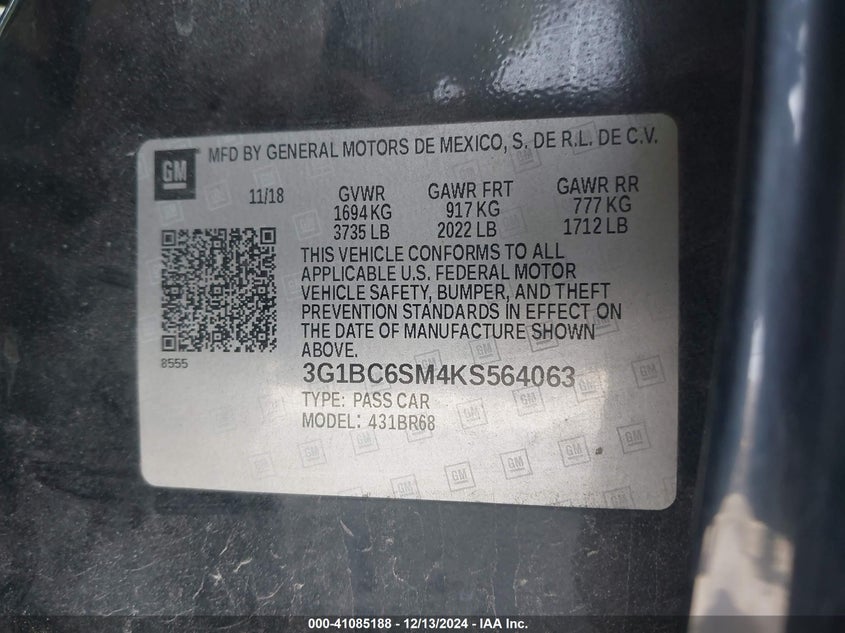 GM
MFD BY GENERAL MOTORS DE MEXICO, S. DE R.L. DE C.V.
11/18 GVWR GAWR FRT GAWR RR
1694 KG 917 KG 777 KG
3735 LB 2022 LB 1712 LB
THIS VEHICLE CONFORMS TO ALL
APPLICABLE U.S. FEDERAL MOTOR
VEHICLE SAFETY, BUMPER, AND THEFT
PREVENTION STANDARDS IN EFFECT ON
THE DATE OF MANUFACTURE SHOWN
ABOVE.
8555
3G1BC6SM4KS564063
TYPE: PASS CAR
MODEL: 431BR68
000-41085188 - 12/13/2024 - IAA Inc.